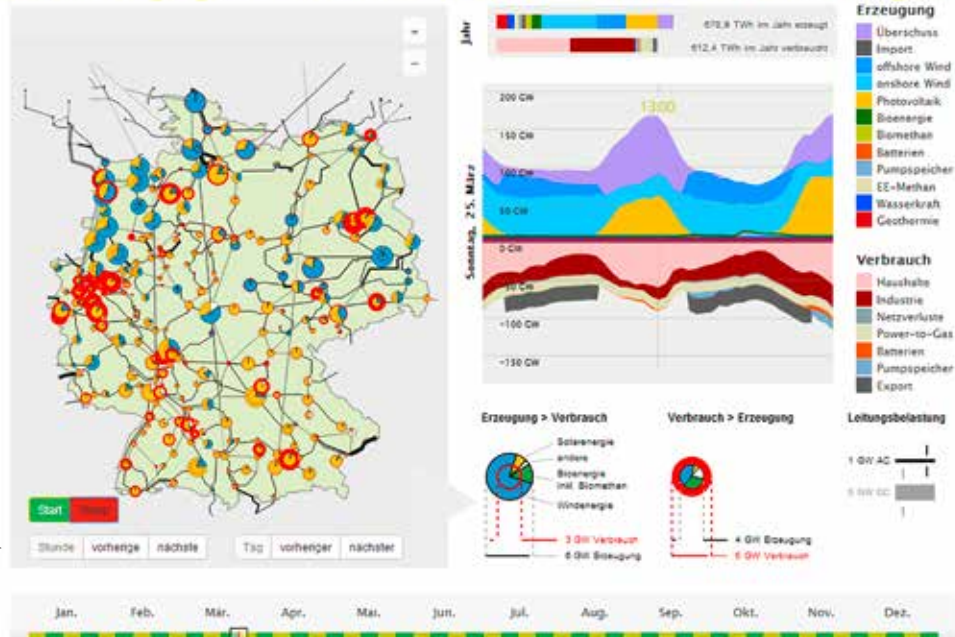 +
−
Start
Stunde vorherige nächste
Tag vorheriger nächster
Jahr
678,8 TWh im Jahr erzeugt
612,4 TWh im Jahr verbraucht
Sonntag, 25. März
13:00
200 GW
150 GW
100 GW
50 GW
0 GW
-50 GW
-100 GW
-150 GW
Erzeugung
Überschuss
Import
offshore Wind
onshore Wind
Photovoltaik
Bioenergie
Biomethan
Batterien
Pumpspeicher
EE-Methan
Wasserkraft
Geothermie
Verbrauch
Haushalte
Industrie
Netzverluste
Power-to-Gas
Batterien
Pumpspeicher
Export
Erzeugung > Verbrauch
Solarenergie
andere
Bioenergie
inkl. Biomethan
Windenergie
3 GW Verbrauch
6 GW Erzeugung
Verbrauch > Erzeugung
4 GW Erzeugung
6 GW Verbrauch
Leitungsbelastung
1 GW AC
Jan. Feb. Mär. Apr. Mai. Jun. Jul. Aug. Sep. Okt. Nov. Dez.